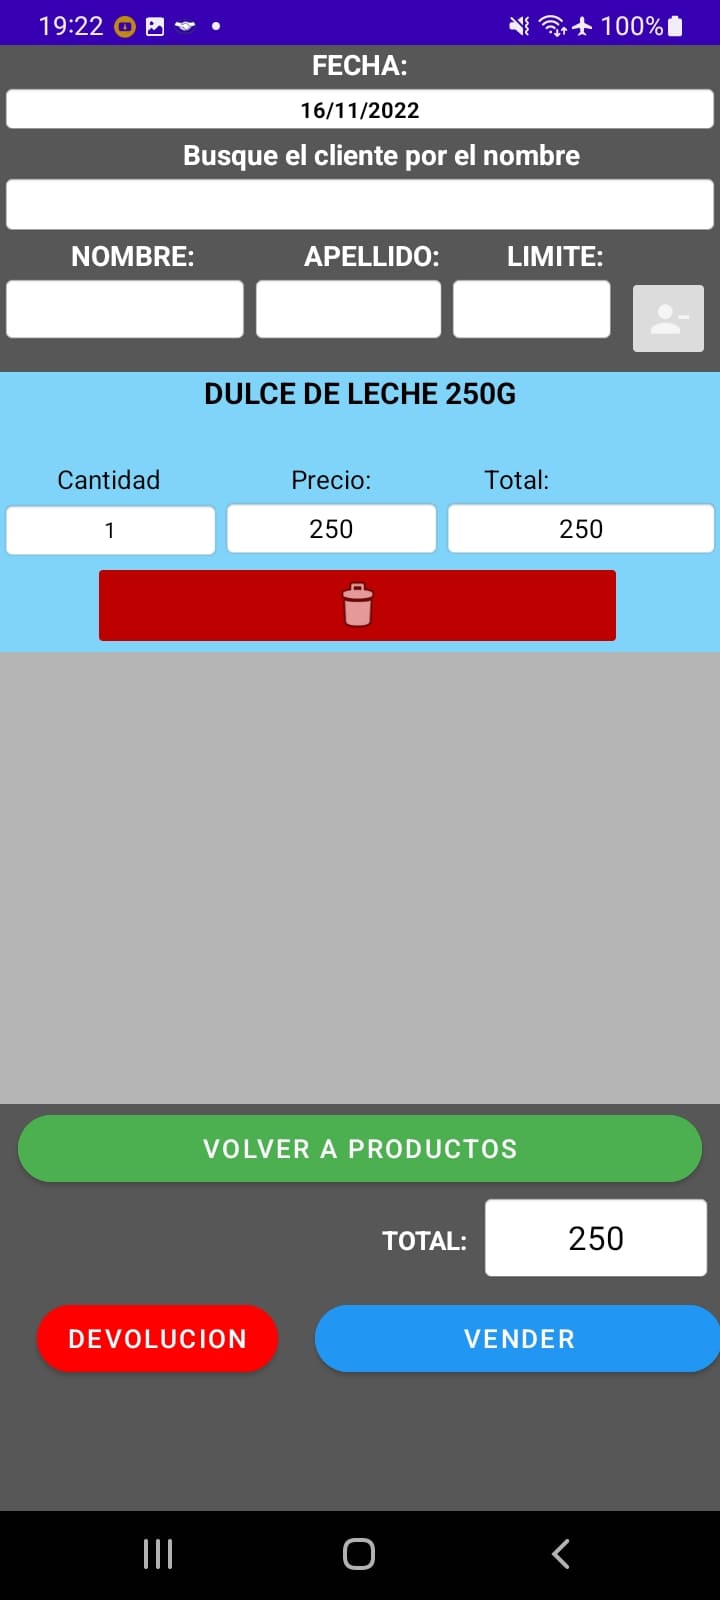 19:22 100%
FECHA:
16/11/2022
Busque el cliente por el nombre
NOMBRE: APELLIDO: LIMITE:
DULCE DE LECHE 250G
Cantidad Precio: Total:
1 250 250
VOLVER A PRODUCTOS
TOTAL: 250
DEVOLUCION VENDER